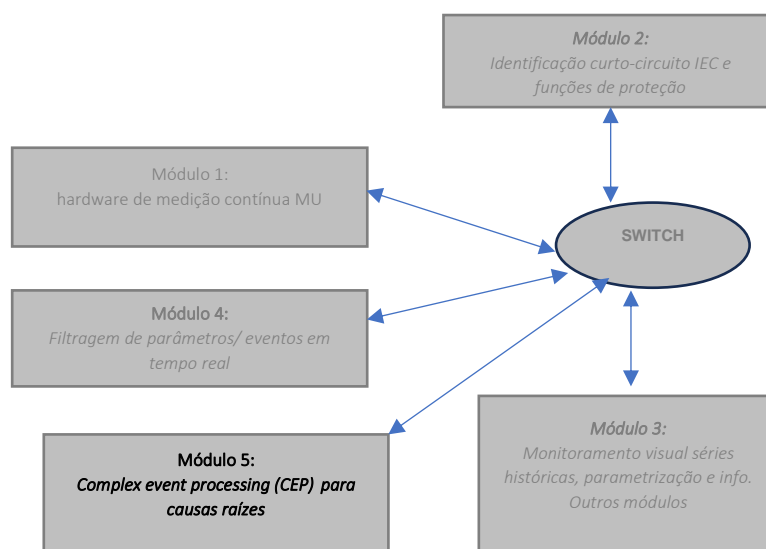 Módulo 2:
Identificação curto-circuito IEC e
funções de proteção
Módulo 1:
hardware de medição contínua MU
SWITCH
Módulo 4:
Filtragem de parâmetros/ eventos em
tempo real
Módulo 3:
Monitoramento visual séries
históricas, parametrização e info.
Outros módulos
Módulo 5:
Complex event processing (CEP) para
causas raízes